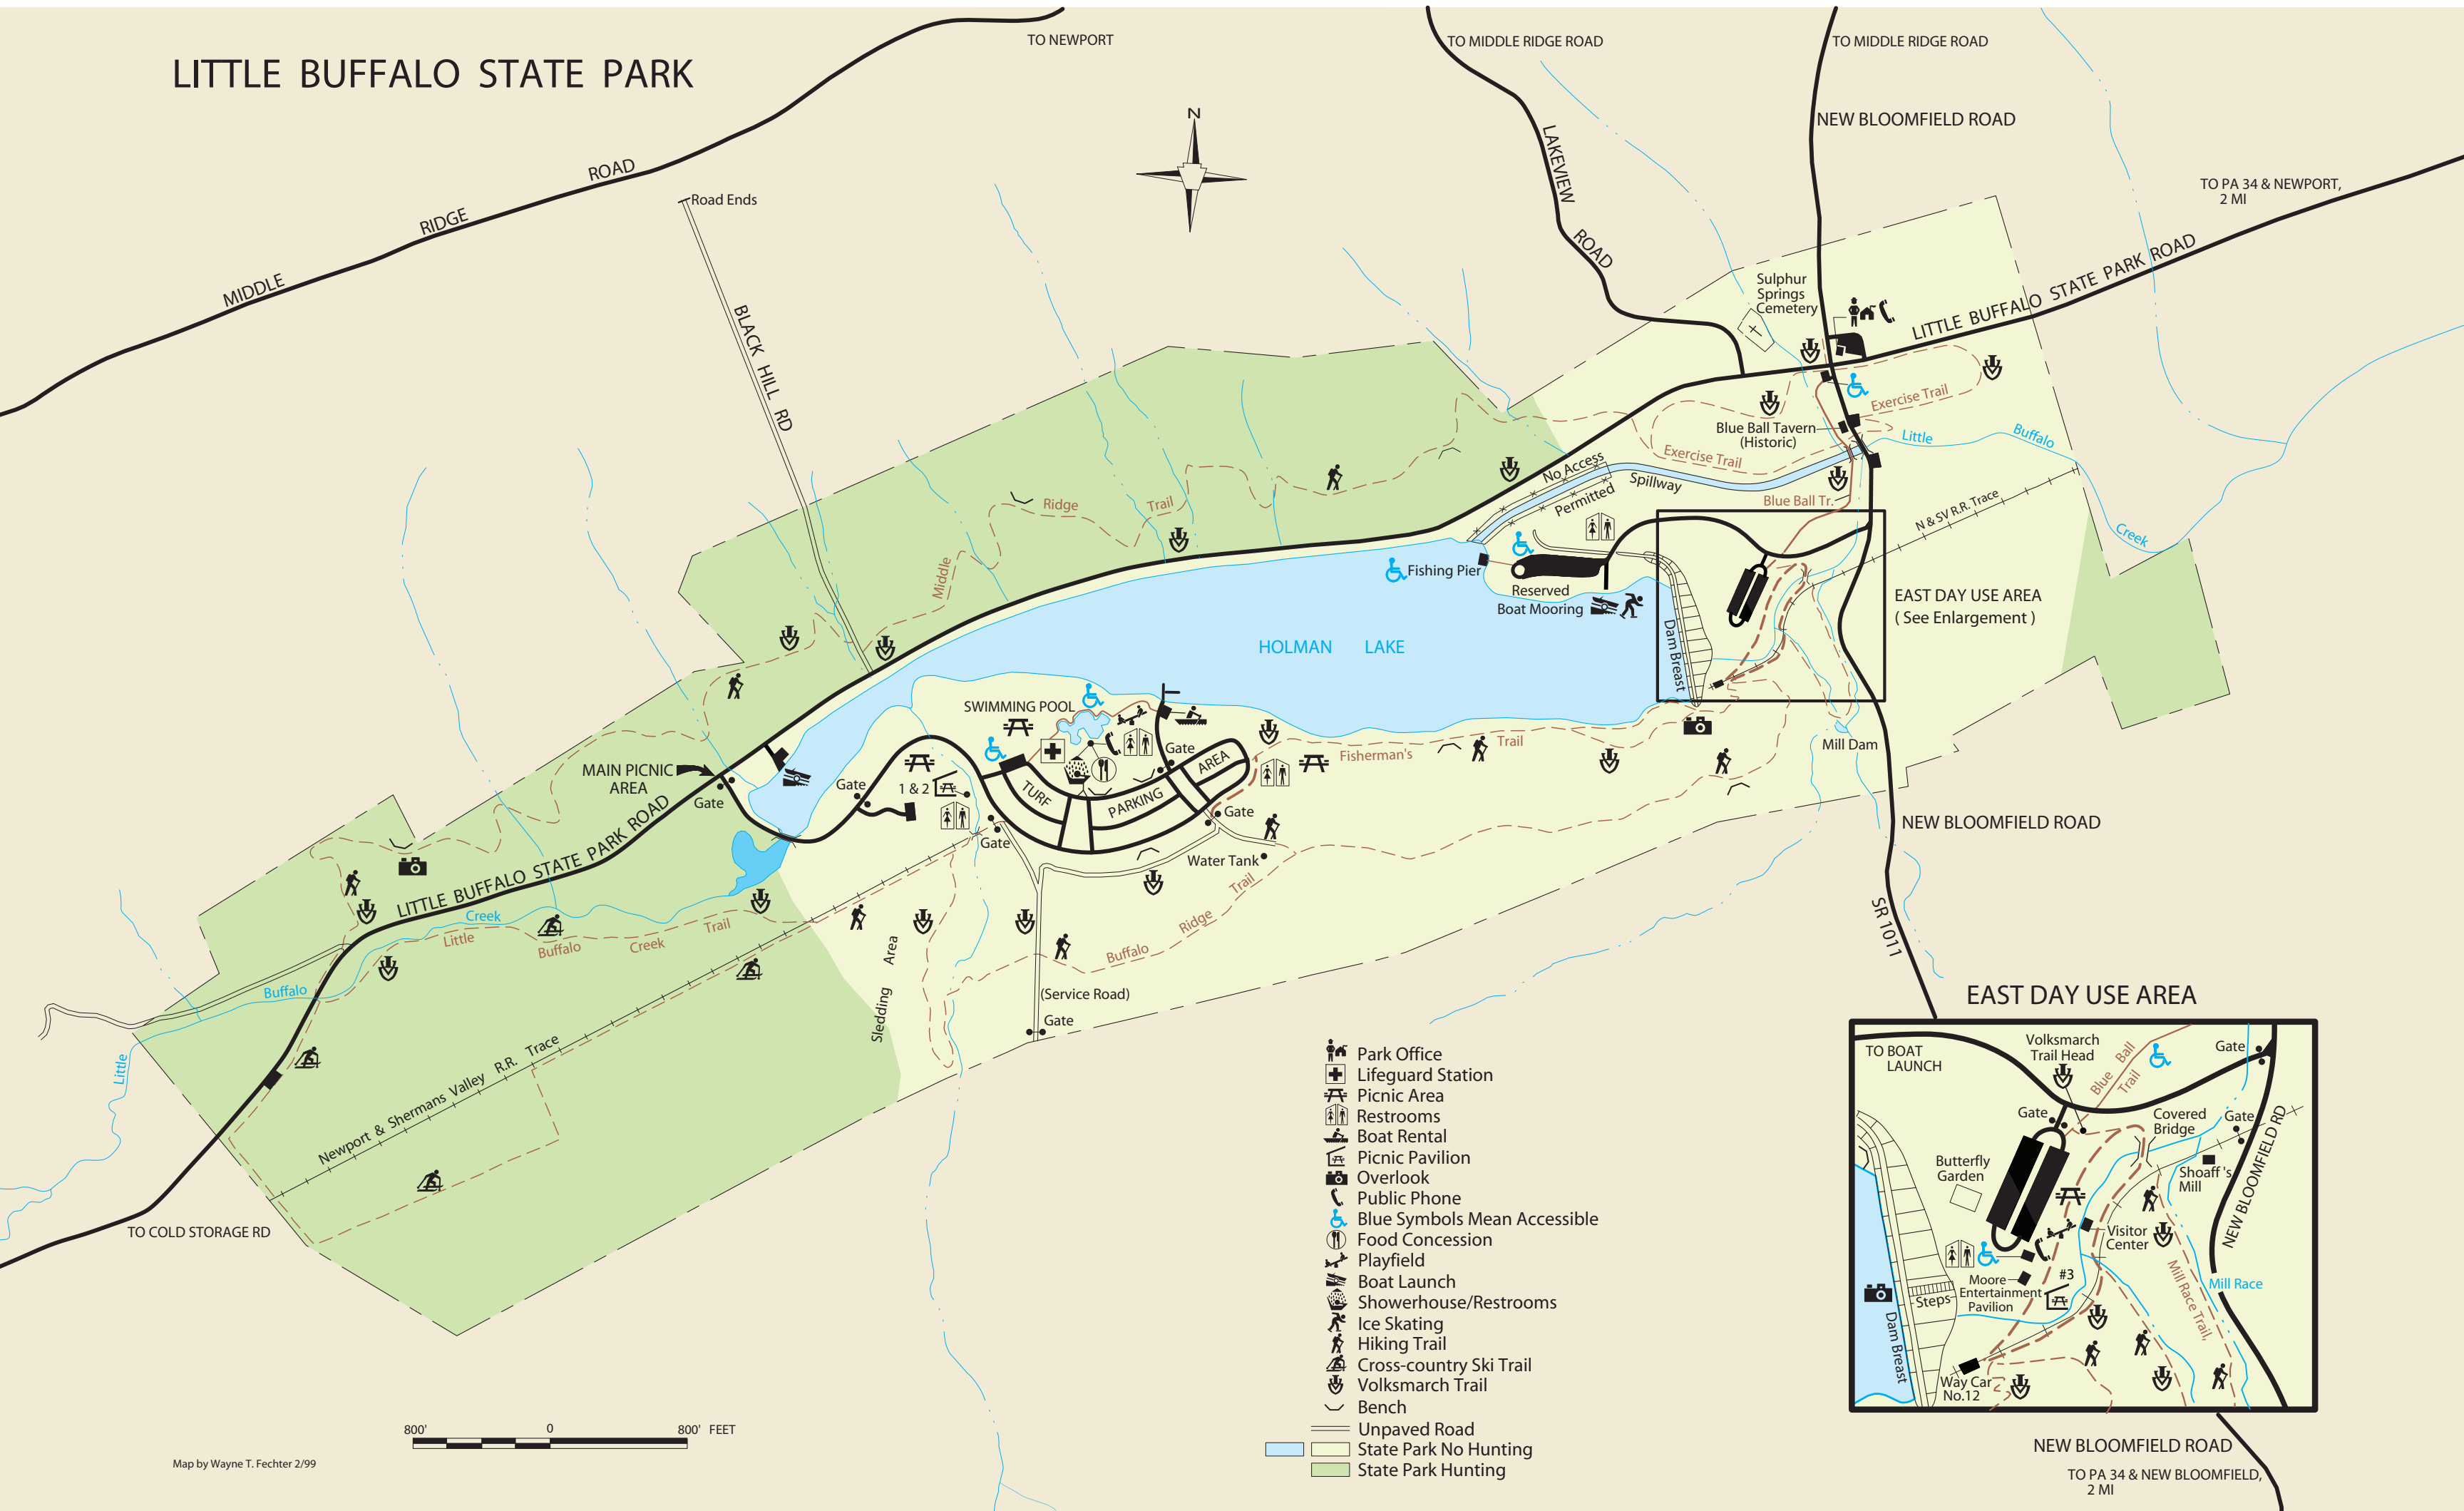 LITTLE BUFFALO STATE PARK
TO NEWPORT
TO MIDDLE RIDGE ROAD
TO MIDDLE RIDGE ROAD
N
NEW BLOOMFIELD ROAD
LAKEVIEW
ROAD
TO PA 34 & NEWPORT,
2 MI
LITTLE BUFFALO STATE PARK ROAD
MIDDLE
RIDGE
ROAD
Road Ends
BLACK HILL RD
Sulphur
Springs
Cemetery
Exercise Trail
Blue Ball Tavern
(Historic)
Exercise Trail
Little
Buffalo
Creek
No Access
Permitted
Spillway
Blue Ball Tr.
N & SV R.R. Trace
Middle
Ridge
Trail
Fishing Pier
Reserved
Boat Mooring
Dam Breast
EAST DAY USE AREA
( See Enlargement )
HOLMAN LAKE
SWIMMING POOL
MAIN PICNIC
AREA
Gate
Gate
1 & 2
TURF
PARKING
AREA
Gate
Gate
Gate
Water Tank
Fisherman's
Trail
Mill Dam
NEW BLOOMFIELD ROAD
SR 1011
LITTLE BUFFALO STATE PARK ROAD
Creek
Little
Buffalo
Creek
Trail
Buffalo
Little
Sledding Area
Buffalo
Ridge
Trail
(Service Road)
Gate
Newport & Shermans Valley R.R. Trace
TO COLD STORAGE RD
Park Office
Lifeguard Station
Picnic Area
Restrooms
Boat Rental
Picnic Pavilion
Overlook
Public Phone
Blue Symbols Mean Accessible
Food Concession
Playfield
Boat Launch
Showerhouse/Restrooms
Ice Skating
Hiking Trail
Cross-country Ski Trail
Volksmarch Trail
Bench
Unpaved Road
State Park No Hunting
State Park Hunting
EAST DAY USE AREA
TO BOAT
LAUNCH
Volksmarch
Trail Head
Blue Ball
Trail
Gate
Gate
Covered
Bridge
Gate
Butterfly
Garden
Shoaff 's
Mill
NEW BLOOMFIELD RD
Visitor
Center
Moore
Entertainment
Pavilion
#3
Steps
Mill Race
Mill Race Trail
Dam Breast
Way Car
No.12
NEW BLOOMFIELD ROAD
TO PA 34 & NEW BLOOMFIELD,
2 MI
800' 0 800' FEET
Map by Wayne T. Fechter 2/99